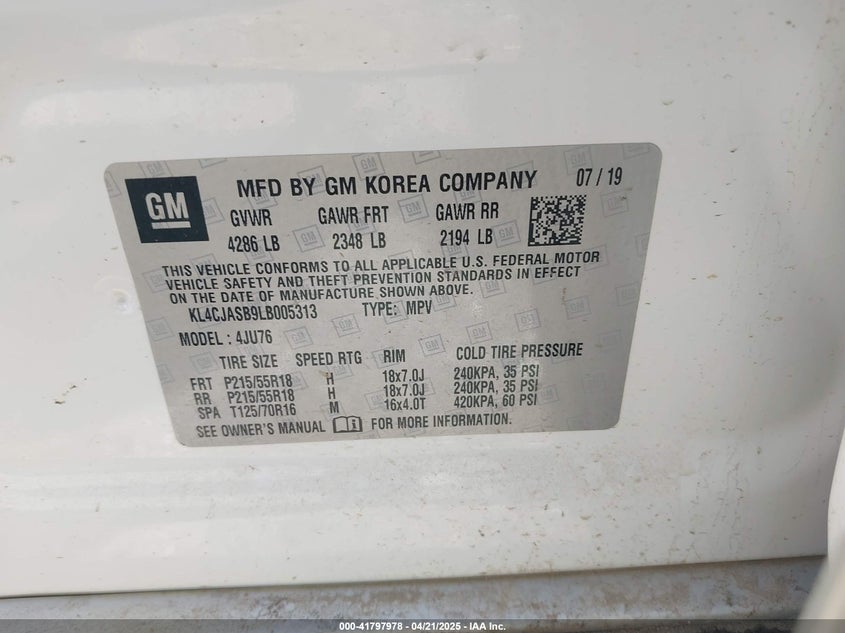 GM MFD BY GM KOREA COMPANY 07 / 19
GVWR GAWR FRT GAWR RR
4286 LB 2348 LB 2194 LB
THIS VEHICLE CONFORMS TO ALL APPLICABLE U.S. FEDERAL MOTOR
VEHICLE SAFETY AND THEFT PREVENTION STANDARDS IN EFFECT
ON THE DATE OF MANUFACTURE SHOWN ABOVE.
KL4CJASB9LB005313 TYPE: MPV
MODEL : 4JU76
TIRE SIZE SPEED RTG RIM COLD TIRE PRESSURE
FRT P215/55R18 H 18x7.0J 240KPA, 35 PSI
RR P215/55R18 H 18x7.0J 240KPA, 35 PSI
SPA T125/70R16 M 16x4.0T 420KPA, 60 PSI
SEE OWNER'S MANUAL FOR MORE INFORMATION.
000-41797978 - 04/21/2025 - IAA Inc.